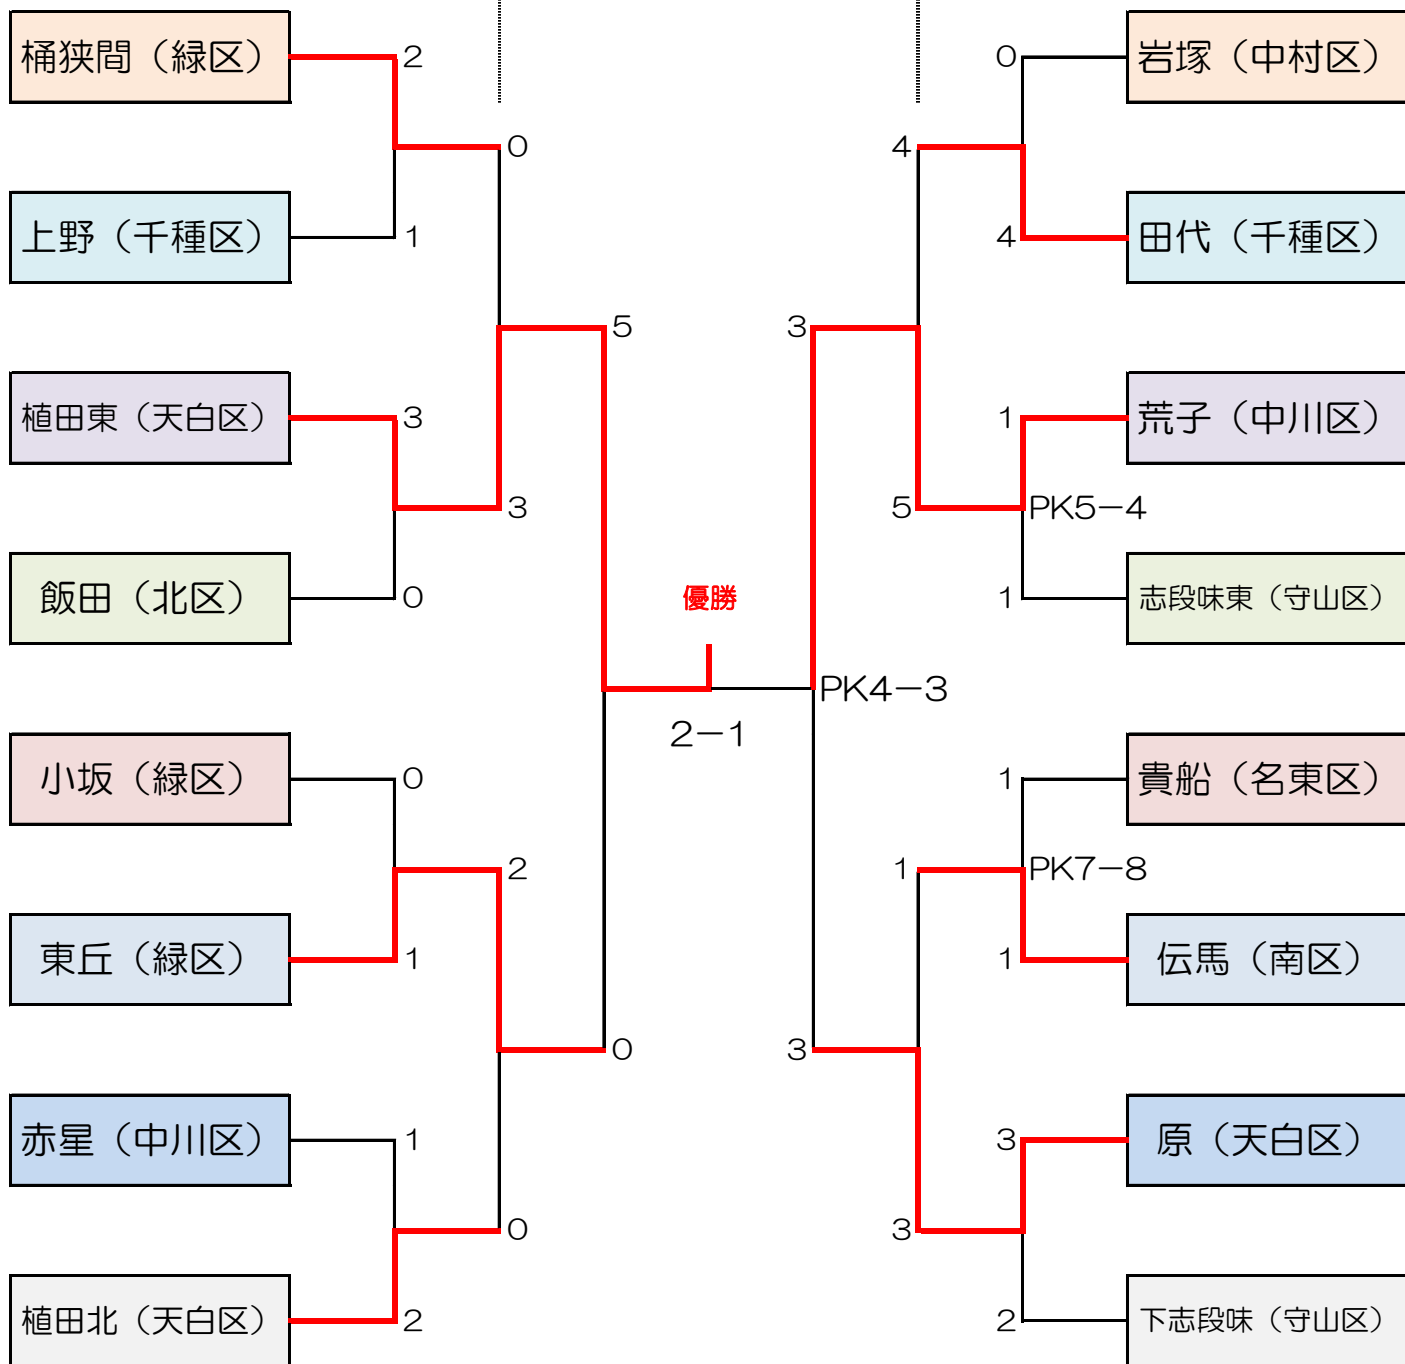 桶狭間（緑区）
2
0
岩塚（中村区）
0
4
上野（千種区）
1
4
田代（千種区）
5
3
植田東（天白区）
3
1
荒子（中川区）
3
5
PK5−4
飯田（北区）
0
優勝
1
志段味東（守山区）
PK4−3
2−1
小坂（緑区）
0
1
貴船（名東区）
2
1
PK7−8
東丘（緑区）
1
1
伝馬（南区）
0
3
赤星（中川区）
1
3
原（天白区）
0
3
植田北（天白区）
2
2
下志段味（守山区）